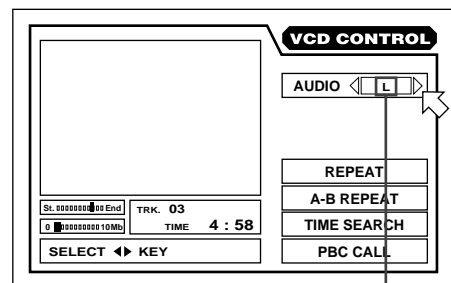 VCD CONTROL
AUDIO L
REPEAT
A-B REPEAT
TIME SEARCH
PBC CALL
St. End
0 10Mb
TRK. 03
TIME 4 : 58
SELECT ◀▶ KEY